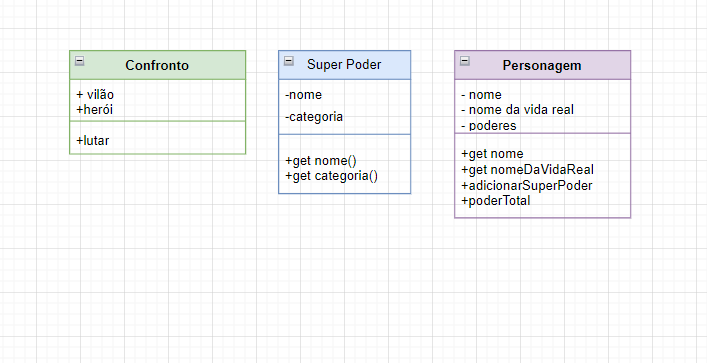 Confronto
+ vilão
+herói
+lutar
Super Poder
-nome
-categoria
+get nome()
+get categoria()
Personagem
- nome
- nome da vida real
- poderes
+get nome
+get nomeDaVidaReal
+adicionarSuperPoder
+poderTotal